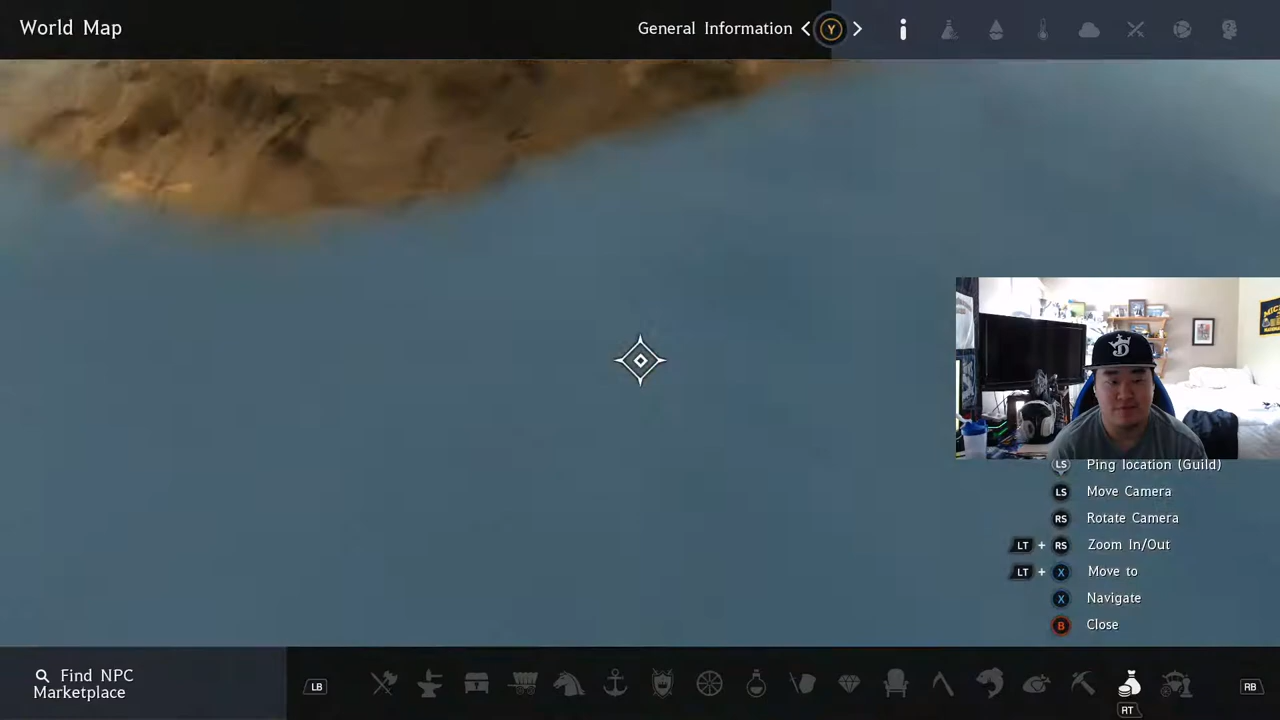 World Map
General Information
Y
Ping location (Guild)
LS
Move Camera
LS
Rotate Camera
RS
LT + RS Zoom In/Out
LT + X Move to
X Navigate
B Close
Find NPC
Marketplace
LB
RT
RB